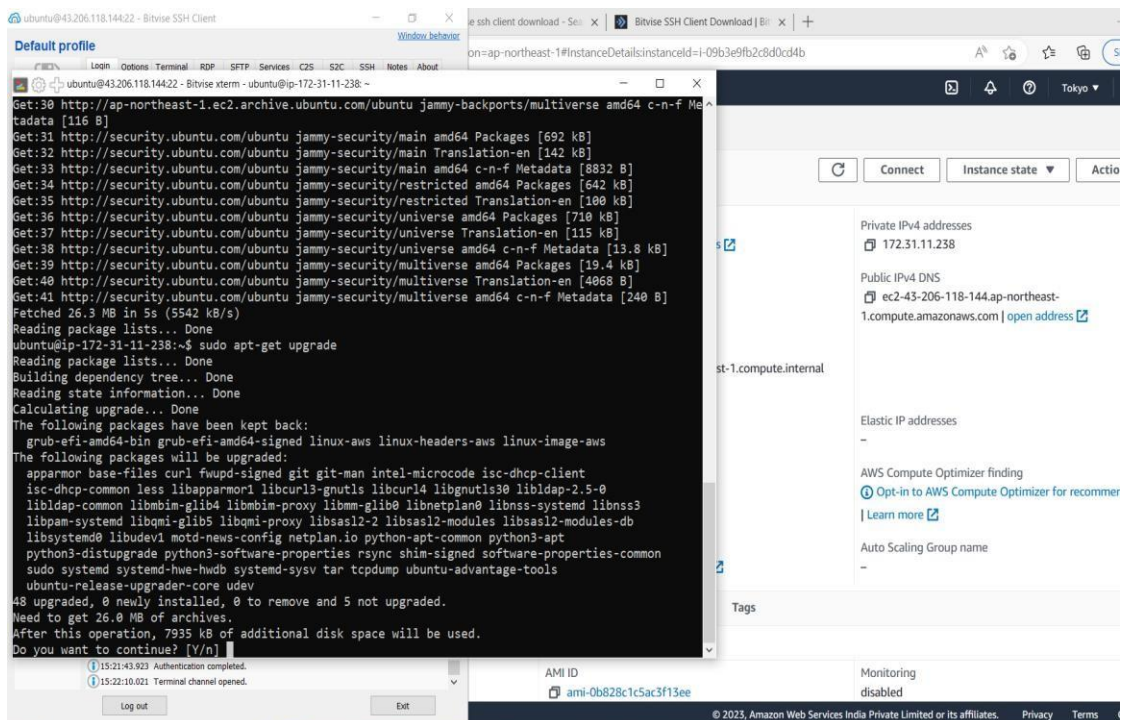 ubuntu@43.206.118.144:22 - Bitvise SSH Client
Window behavior
Default profile
Login Options Terminal RDP SFTP Services C2S S2C SSH Notes About
e ssh client download - Sea
Bitvise SSH Client Download | Bit
on=ap-northeast-1#InstanceDetails:instanceId=i-09b3e9fb2c8d0cd4b
ubuntu@43.206.118.144:22 - Bitvise xterm - ubuntu@ip-172-31-11-238: ~
Get:30 http://ap-northeast-1.ec2.archive.ubuntu.com/ubuntu jammy-backports/multiverse amd64 c-n-f Me
tadata [116 B]
Get:31 http://security.ubuntu.com/ubuntu jammy-security/main amd64 Packages [692 kB]
Get:32 http://security.ubuntu.com/ubuntu jammy-security/main Translation-en [142 kB]
Get:33 http://security.ubuntu.com/ubuntu jammy-security/main amd64 c-n-f Metadata [8832 B]
Get:34 http://security.ubuntu.com/ubuntu jammy-security/restricted amd64 Packages [642 kB]
Get:35 http://security.ubuntu.com/ubuntu jammy-security/restricted Translation-en [100 kB]
Get:36 http://security.ubuntu.com/ubuntu jammy-security/universe amd64 Packages [710 kB]
Get:37 http://security.ubuntu.com/ubuntu jammy-security/universe Translation-en [115 kB]
Get:38 http://security.ubuntu.com/ubuntu jammy-security/universe amd64 c-n-f Metadata [13.8 kB]
Get:39 http://security.ubuntu.com/ubuntu jammy-security/multiverse amd64 Packages [19.4 kB]
Get:40 http://security.ubuntu.com/ubuntu jammy-security/multiverse Translation-en [4068 B]
Get:41 http://security.ubuntu.com/ubuntu jammy-security/multiverse amd64 c-n-f Metadata [240 B]
Fetched 26.3 MB in 5s (5542 kB/s)
Reading package lists... Done
ubuntu@ip-172-31-11-238:~$ sudo apt-get upgrade
Reading package lists... Done
Building dependency tree... Done
Reading state information... Done
Calculating upgrade... Done
The following packages have been kept back:
grub-efi-amd64-bin grub-efi-amd64-signed linux-aws linux-headers-aws linux-image-aws
The following packages will be upgraded:
apparmor base-files curl fwupd-signed git git-man intel-microcode isc-dhcp-client
isc-dhcp-common less libapparmor1 libcurl3-gnutls libcurl4 libgnutls30 libldap-2.5-0
libldap-common libmbim-glib4 libmbim-proxy libmm-glib0 libnetplan0 libnss-systemd libnss3
libpam-systemd libqmi-glib5 libqmi-proxy libsasl2-2 libsasl2-modules libsasl2-modules-db
libsystemd0 libudev1 motd-news-config netplan.io python-apt-common python3-apt
python3-distupgrade python3-software-properties rsync shim-signed software-properties-common
sudo systemd systemd-hwe-hwdb systemd-sysv tar tcpdump ubuntu-advantage-tools
ubuntu-release-upgrader-core udev
48 upgraded, 0 newly installed, 0 to remove and 5 not upgraded.
Need to get 26.0 MB of archives.
After this operation, 7935 kB of additional disk space will be used.
Do you want to continue? [Y/n]
15:21:43.923 Authentication completed.
15:22:10.021 Terminal channel opened.
Log out Exit
Tokyo
Connect Instance state Actio
Private IPv4 addresses
172.31.11.238
s
Public IPv4 DNS
ec2-43-206-118-144.ap-northeast-
1.compute.amazonaws.com | open address
st-1.compute.internal
Elastic IP addresses
–
AWS Compute Optimizer finding
Opt-in to AWS Compute Optimizer for recommer
| Learn more
Auto Scaling Group name
–
Tags
AMI ID
ami-0b828c1c5ac3f13ee
Monitoring
disabled
© 2023, Amazon Web Services India Private Limited or its affiliates. Privacy Terms